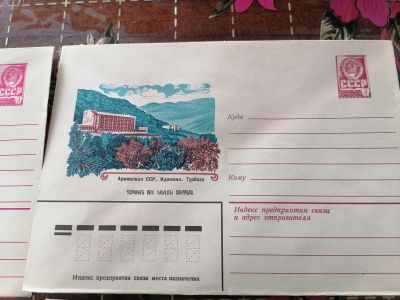 СССР
СССР
Куда
Армянская ССР. Иджеван. Турбаза
Кому
Индекс предприятия связи
и адрес отправителя
Индекс предприятия связи места назначения